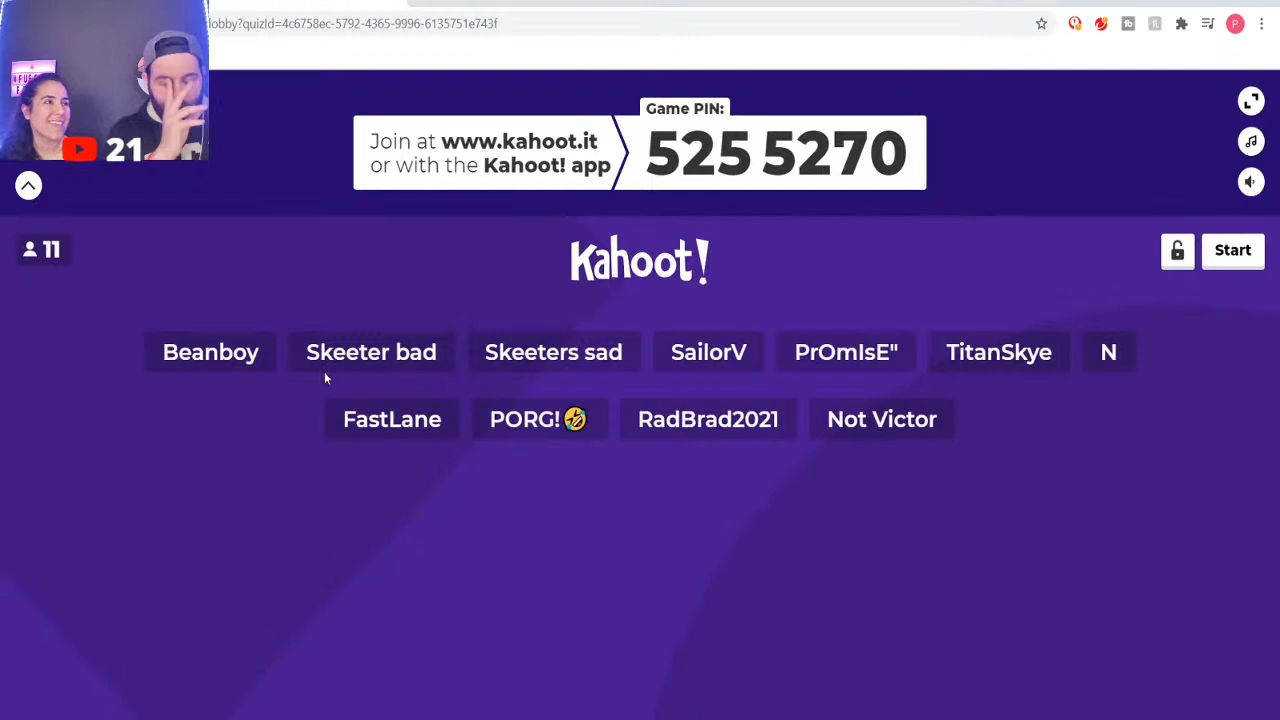 lobby?quizId=4c6758ec-5792-4365-9996-6135751e743f
P
21
Game PIN:
Join at www.kahoot.it
or with the Kahoot! app
525 5270
11
Kahoot!
Start
Beanboy Skeeter bad Skeeters sad SailorV PrOmIsE" TitanSkye N
FastLane PORG!🤣 RadBrad2021 Not Victor